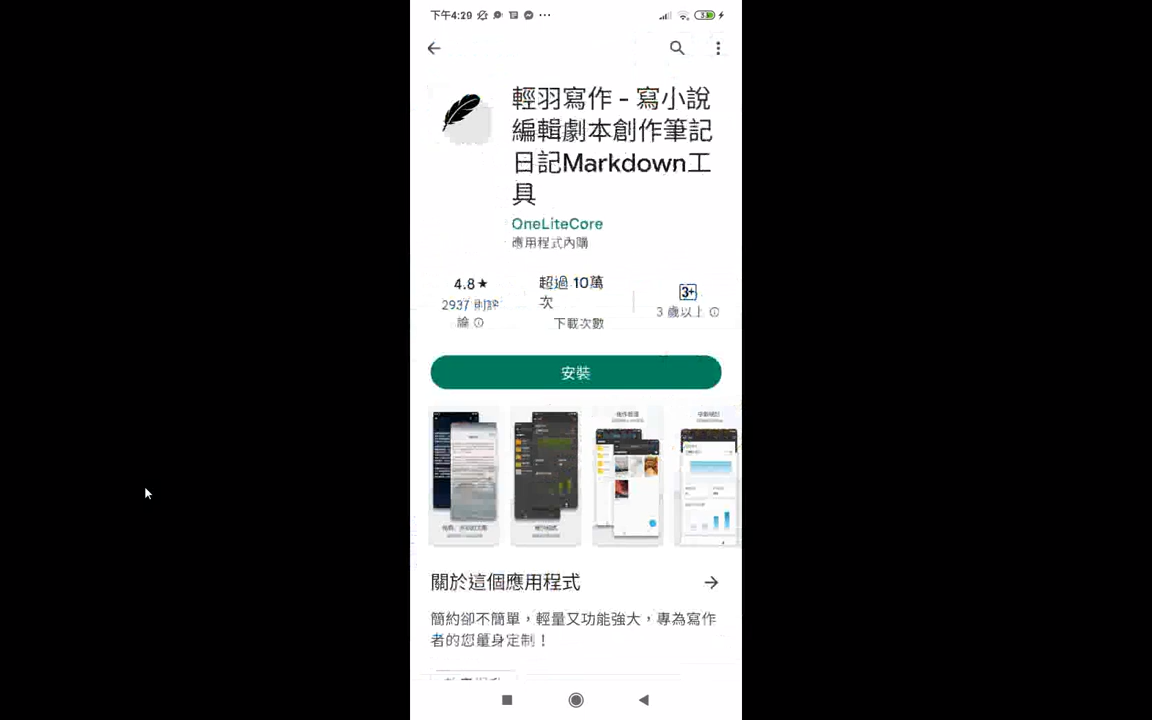 下午4:29
輕羽寫作 - 寫小說
編輯劇本創作筆記
日記Markdown工
具
OneLiteCore
應用程式內購
4.8★
2937 則評
論
超過 10萬
次
下載次數
3+
3 歲以上
安裝
關於這個應用程式
簡約卻不簡單，輕量又功能強大，專為寫作
者的您量身定制！